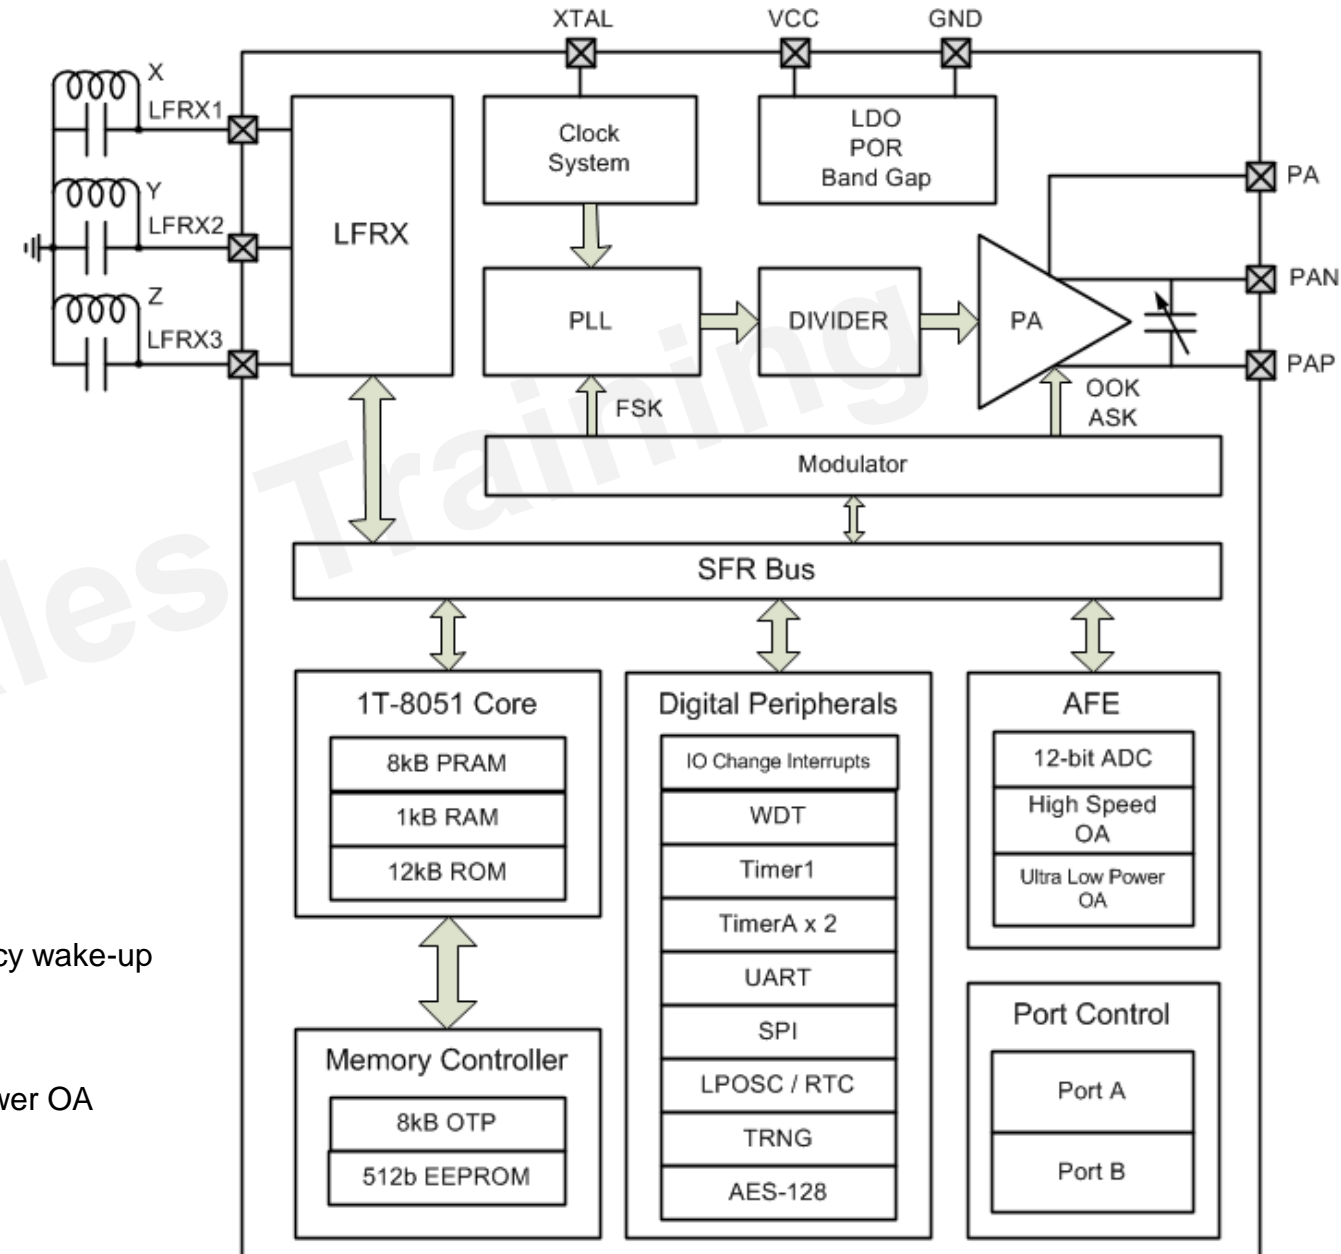 XTAL
VCC
GND
X
LFRX1
Y
LFRX2
Z
LFRX3
LFRX
Clock
System
LDO
POR
Band Gap
PA
PAN
PAP
PLL
DIVIDER
PA
FSK
OOK
ASK
Modulator
SFR Bus
les Training
1T-8051 Core
8kB PRAM
1kB RAM
12kB ROM
Digital Peripherals
IO Change Interrupts
WDT
Timer1
TimerA x 2
UART
SPI
LPOSC / RTC
TRNG
AES-128
AFE
12-bit ADC
High Speed
OA
Ultra Low Power
OA
cy wake-up
wer OA
Memory Controller
8kB OTP
512b EEPROM
Port Control
Port A
Port B